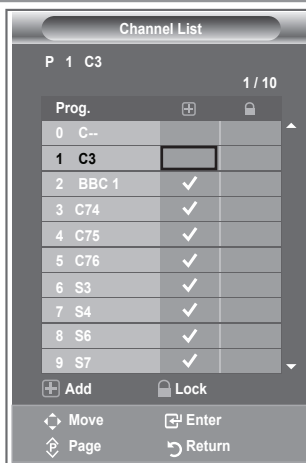 Channel List
P 1 C3
1 / 10
Prog.
0 C--
1 C3
2 BBC 1
3 C74
4 C75
5 C76
6 S3
7 S4
8 S6
9 S7
Add Lock
Move Enter
Page Return